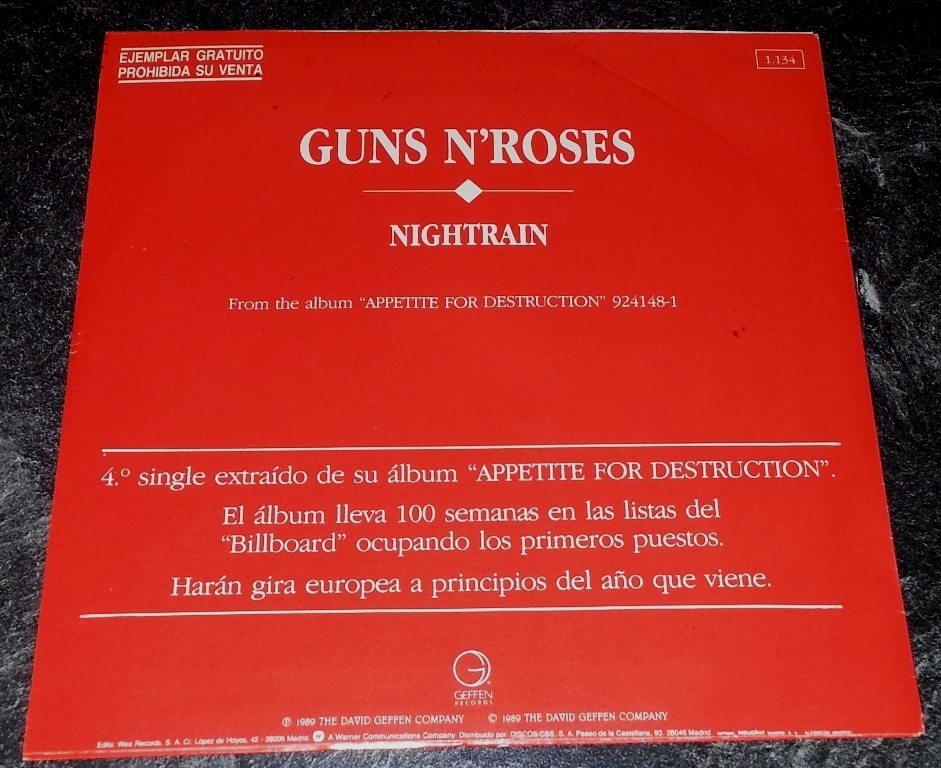 EJEMPLAR GRATUITO
PROHIBIDA SU VENTA
1.134
GUNS N'ROSES
NIGHTRAIN
From the album “APPETITE FOR DESTRUCTION” 924148-1
4.º single extraído de su álbum “APPETITE FOR DESTRUCTION”.
El álbum lleva 100 semanas en las listas del
“Billboard” ocupando los primeros puestos.
Harán gira europea a principios del año que viene.
GEFFEN
RECORDS
℗ 1989 THE DAVID GEFFEN COMPANY © 1989 THE DAVID GEFFEN COMPANY
Edita: Wea Records, S. A. C/ López de Hoyos, 42 - 28006 Madrid. A Warner Communications Company Distribuido por DISCOS CBS, S. A. Paseo de la Castellana, 93. 28046 Madrid